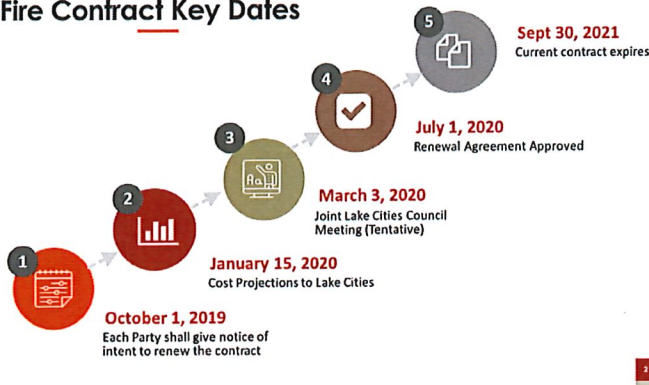 Fire Contract Key Dates
1
October 1, 2019
Each Party shall give notice of
intent to renew the contract
2
January 15, 2020
Cost Projections to Lake Cities
3
Aa
March 3, 2020
Joint Lake Cities Council
Meeting (Tentative)
4
July 1, 2020
Renewal Agreement Approved
5
Sept 30, 2021
Current contract expires
2